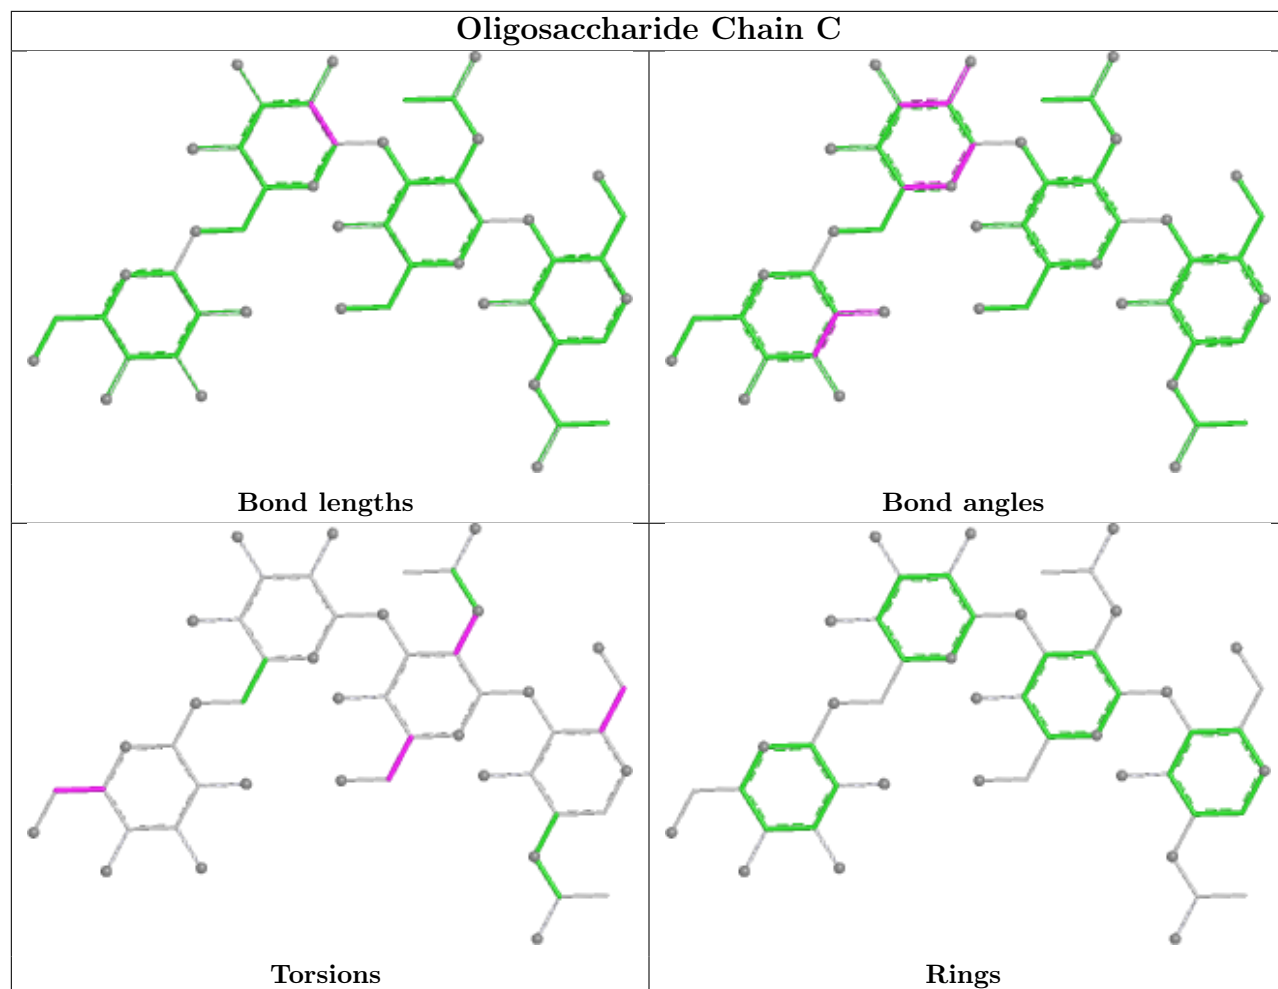 Oligosaccharide Chain C
Bond lengths
Bond angles
Torsions
Rings